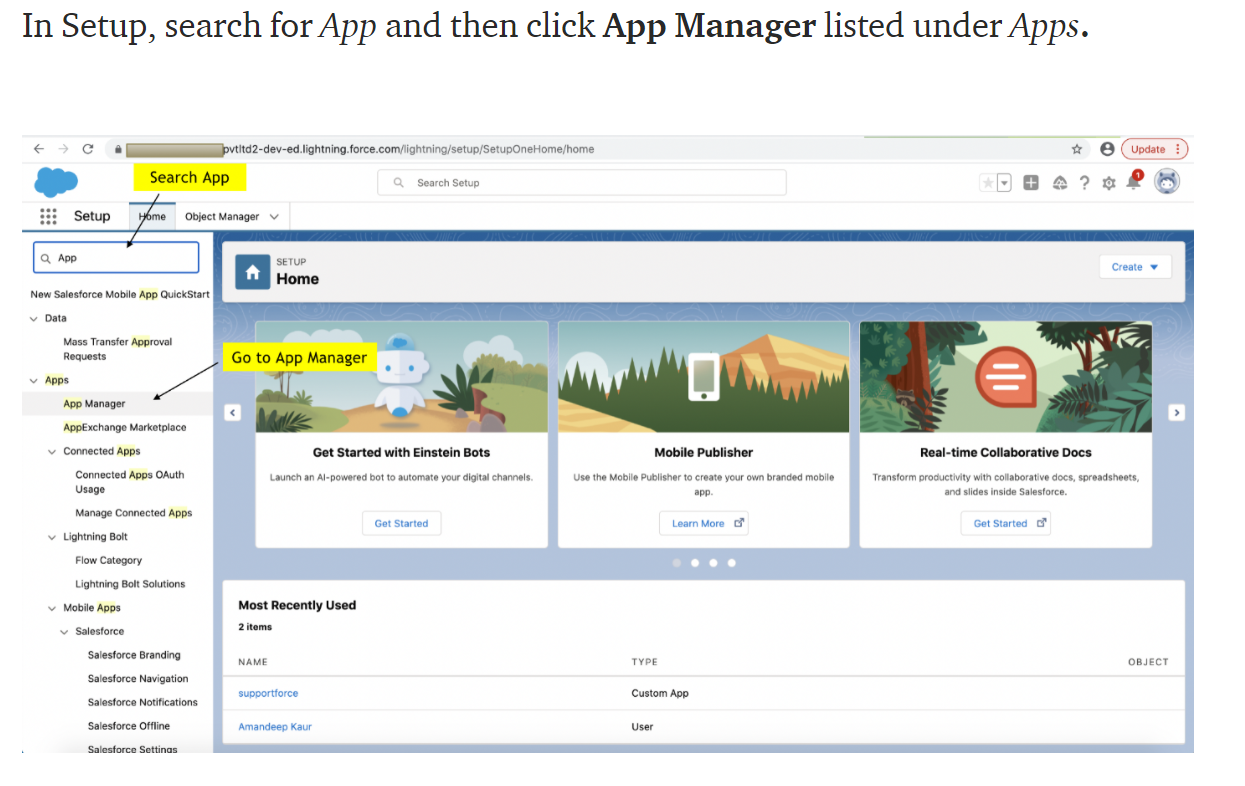 In Setup, search for App and then click App Manager listed under Apps.
pvtltd2-dev-ed.lightning.force.com/lightning/setup/SetupOneHome/home
Update
Search App
Search Setup
1
Setup
Home
Object Manager
App
SETUP
Home
Create
New Salesforce Mobile App QuickStart
Data
Mass Transfer Approval
Requests
Go to App Manager
Apps
App Manager
AppExchange Marketplace
Connected Apps
Connected Apps OAuth
Usage
Manage Connected Apps
Lightning Bolt
Flow Category
Lightning Bolt Solutions
Mobile Apps
Salesforce
Salesforce Branding
Salesforce Navigation
Salesforce Notifications
Salesforce Offline
Salesforce Settings
Get Started with Einstein Bots
Launch an AI-powered bot to automate your digital channels.
Get Started
Mobile Publisher
Use the Mobile Publisher to create your own branded mobile
app.
Learn More
Real-time Collaborative Docs
Transform productivity with collaborative docs, spreadsheets,
and slides inside Salesforce.
Get Started
Most Recently Used
2 items
NAME TYPE OBJECT
supportforce Custom App
Amandeep Kaur User